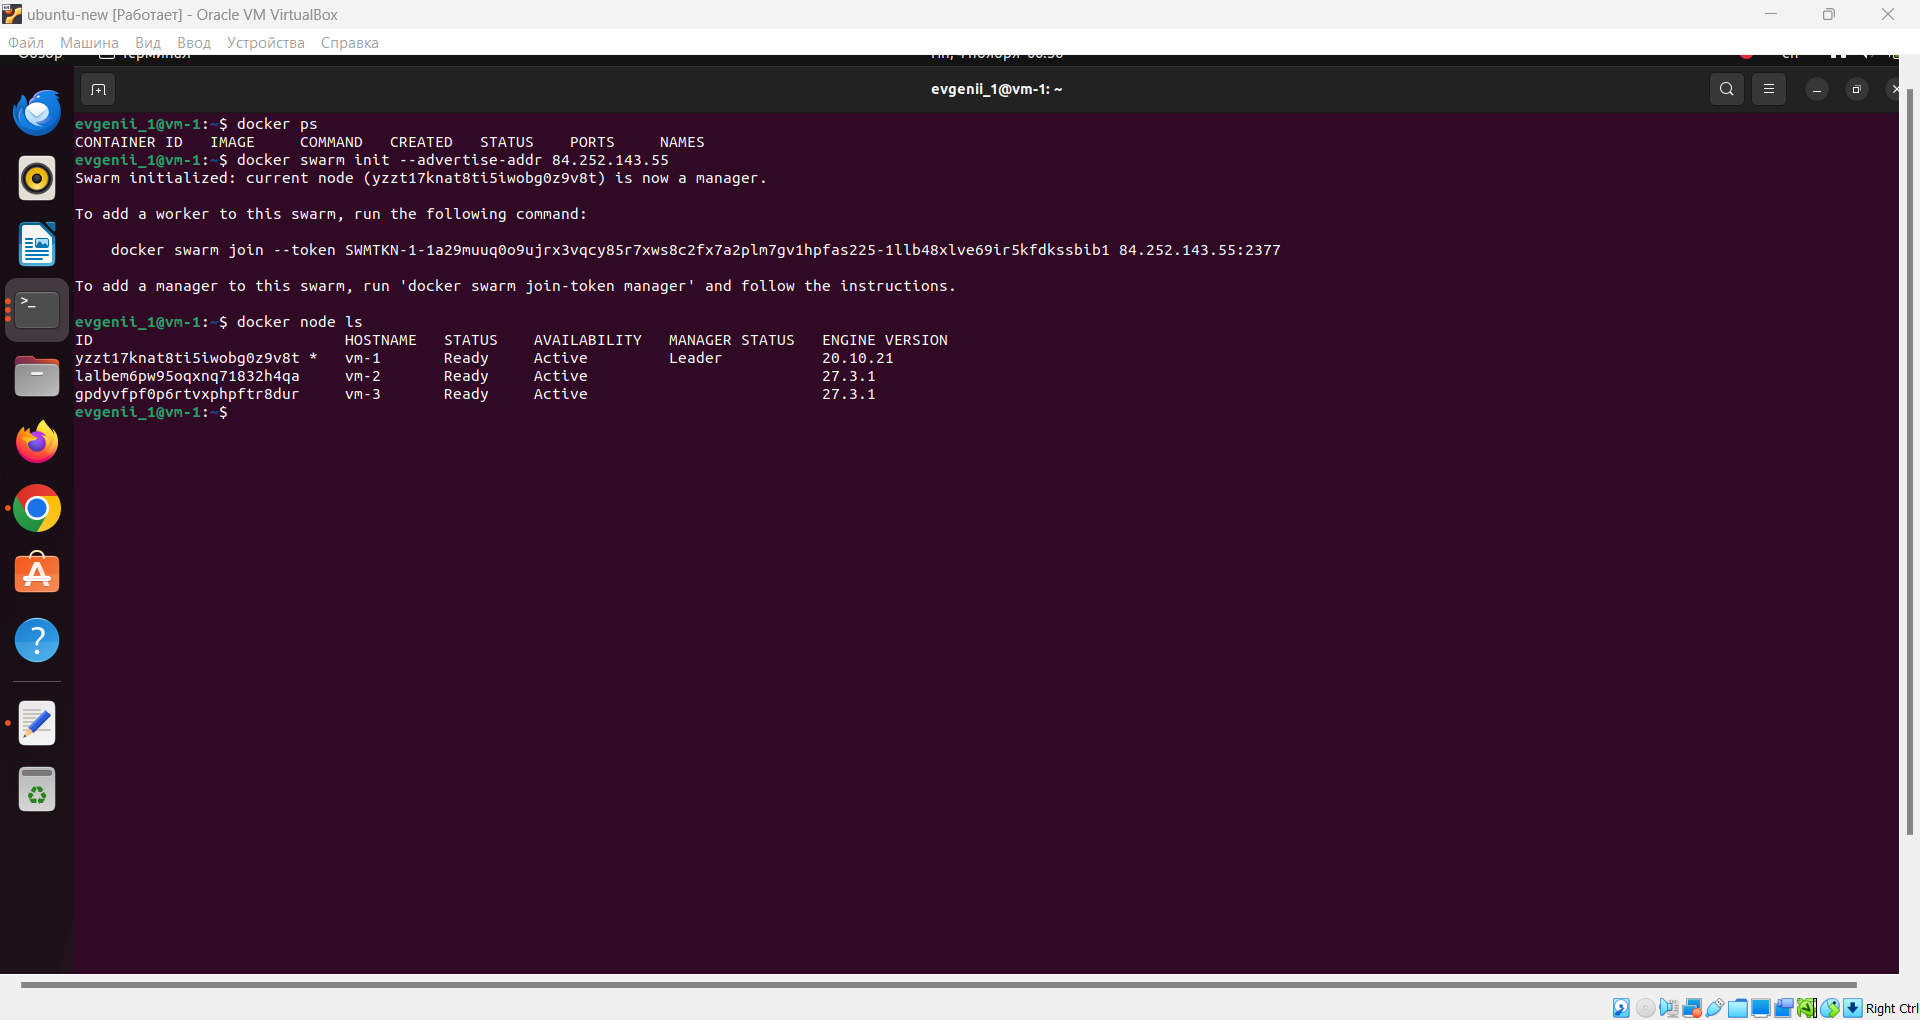 ubuntu-new [Работает] - Oracle VM VirtualBox
Файл Машина Вид Ввод Устройства Справка
evgenii_1@vm-1: ~
evgenii_1@vm-1:~$ docker ps
CONTAINER ID   IMAGE     COMMAND   CREATED   STATUS    PORTS     NAMES
evgenii_1@vm-1:~$ docker swarm init --advertise-addr 84.252.143.55
Swarm initialized: current node (yzzt17knat8ti5iwobg0z9v8t) is now a manager.
To add a worker to this swarm, run the following command:
docker swarm join --token SWMTKN-1-1a29muuq0o9ujrx3vqcy85r7xws8c2fx7a2plm7gv1hpfas225-1llb48xlve69ir5kfdkssbib1 84.252.143.55:2377
To add a manager to this swarm, run 'docker swarm join-token manager' and follow the instructions.
evgenii_1@vm-1:~$ docker node ls
ID                            HOSTNAME   STATUS    AVAILABILITY   MANAGER STATUS   ENGINE VERSION
yzzt17knat8ti5iwobg0z9v8t *   vm-1       Ready     Active         Leader           20.10.21
lalbem6pw95oqxnq71832h4qa     vm-2       Ready     Active                          27.3.1
gpdyvfpf0p6rtvxphpftr8dur     vm-3       Ready     Active                          27.3.1
evgenii_1@vm-1:~$
Right Ctrl